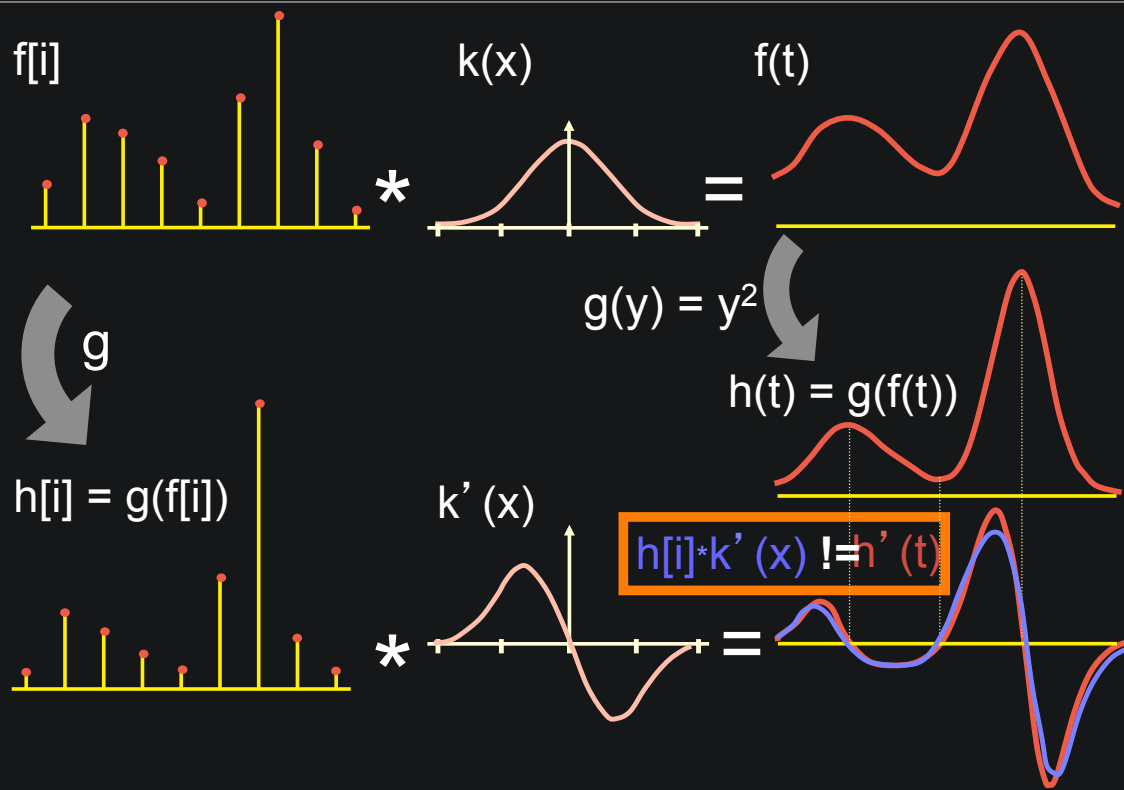 f[i]
k(x)
f(t)
*
=
g(y) = y²
g
h(t) = g(f(t))
h[i] = g(f[i])
k’ (x)
h[i]*k’ (x) != h’ (t)
*
=